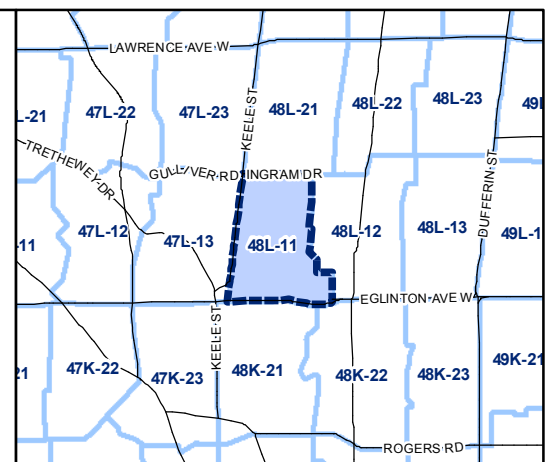 LAWRENCE AVE W
L-21
47L-22
47L-23
KEELE ST
48L-21
48L-22
48L-23
49L
TRETHEWEY DR
GULLIVER RD
INGRAM DR
DUFFERIN ST
-11
47L-12
47L-13
48L-11
48L-12
48L-13
49L-1
EGLINTON AVE W
KEELE ST
21
47K-22
47K-23
48K-21
48K-22
48K-23
49K-21
ROGERS RD